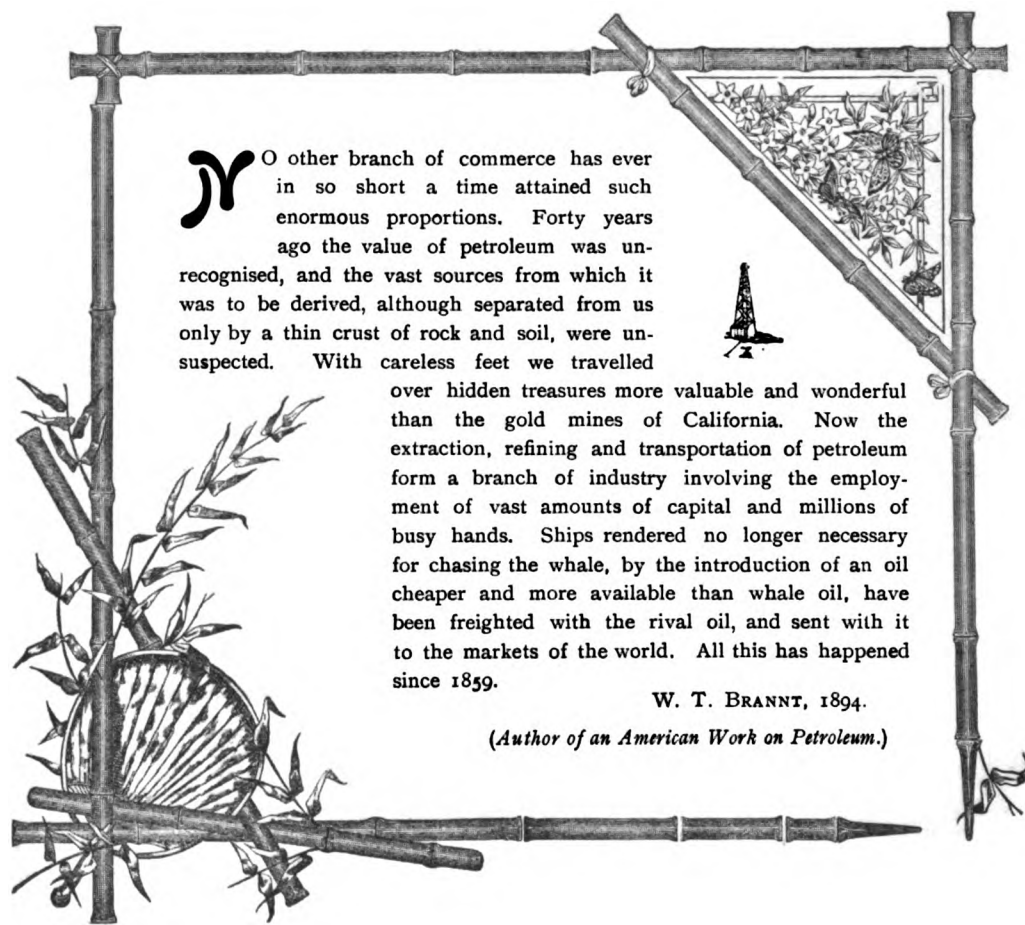 NO other branch of commerce has ever
in so short a time attained such
enormous proportions. Forty years
ago the value of petroleum was un-
recognised, and the vast sources from which it
was to be derived, although separated from us
only by a thin crust of rock and soil, were un-
suspected. With careless feet we travelled
over hidden treasures more valuable and wonderful
than the gold mines of California. Now the
extraction, refining and transportation of petroleum
form a branch of industry involving the employ-
ment of vast amounts of capital and millions of
busy hands. Ships rendered no longer necessary
for chasing the whale, by the introduction of an oil
cheaper and more available than whale oil, have
been freighted with the rival oil, and sent with it
to the markets of the world. All this has happened
since 1859.
W. T. BRANNT, 1894.
(Author of an American Work on Petroleum.)